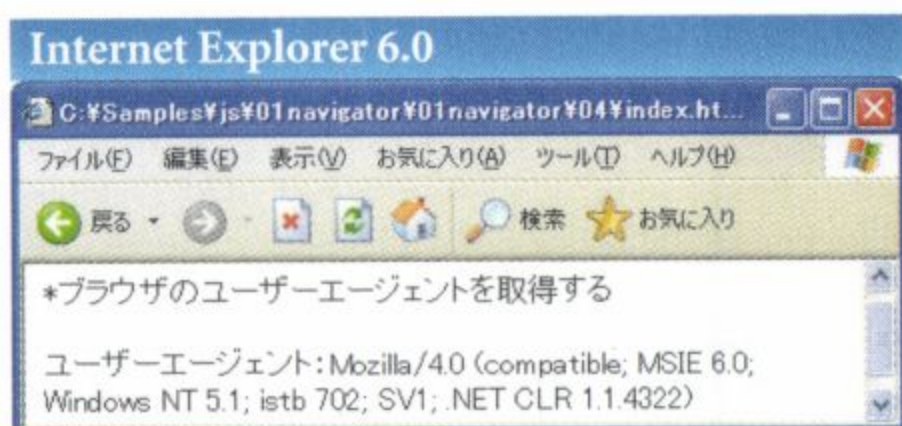 Internet Explorer 6.0
C:¥Samples¥js¥01navigator¥01navigator¥04¥index.ht...
ファイル(F) 編集(E) 表示(V) お気に入り(A) ツール(T) ヘルプ(H)
戻る 検索 お気に入り
*ブラウザのユーザーエージェントを取得する
ユーザーエージェント:Mozilla/4.0 (compatible; MSIE 6.0;
Windows NT 5.1; istb 702; SV1; .NET CLR 1.1.4322)